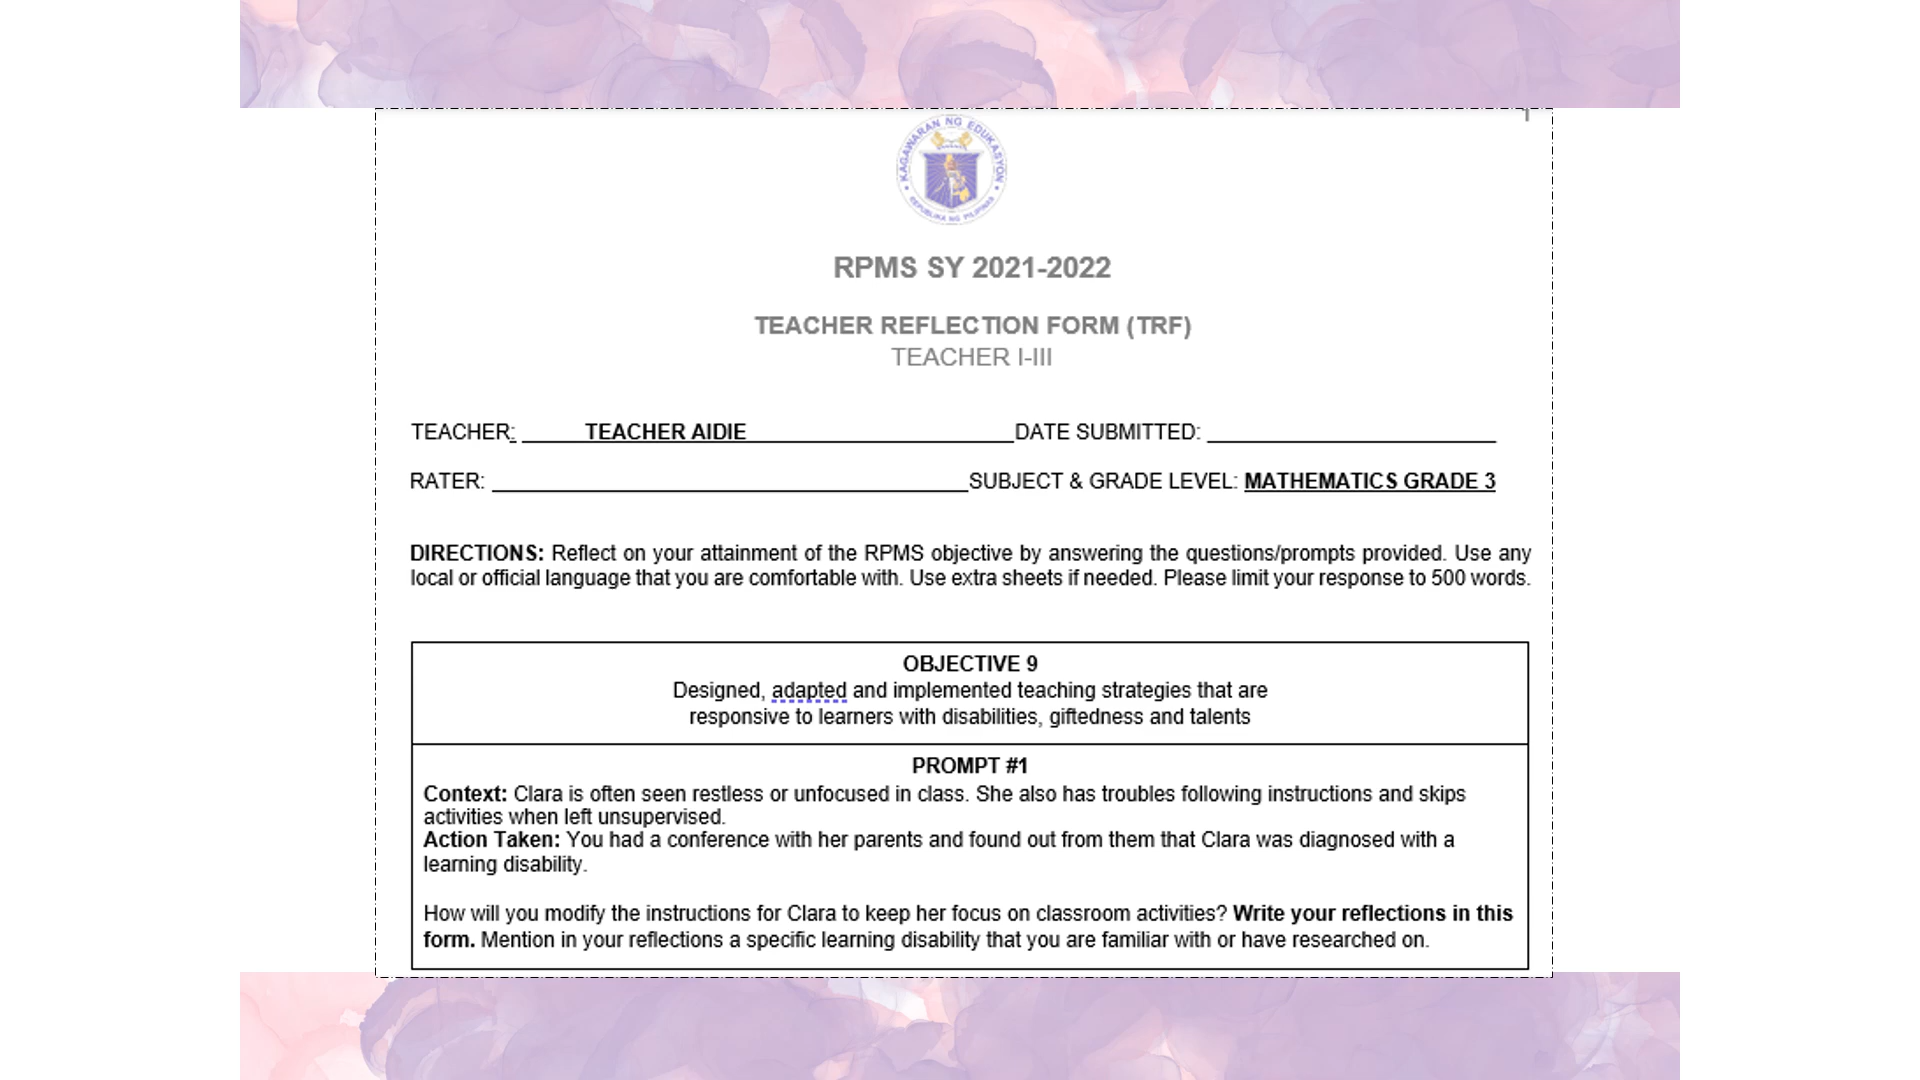 KAGAWARAN NG EDUKASYON
REPUBLIKA NG PILIPINAS
RPMS SY 2021-2022
TEACHER REFLECTION FORM (TRF)
TEACHER I-III
TEACHER: TEACHER AIDIE DATE SUBMITTED:
RATER: SUBJECT & GRADE LEVEL: MATHEMATICS GRADE 3
DIRECTIONS: Reflect on your attainment of the RPMS objective by answering the questions/prompts provided. Use any
local or official language that you are comfortable with. Use extra sheets if needed. Please limit your response to 500 words.
OBJECTIVE 9
Designed, adapted and implemented teaching strategies that are
responsive to learners with disabilities, giftedness and talents
PROMPT #1
Context: Clara is often seen restless or unfocused in class. She also has troubles following instructions and skips
activities when left unsupervised.
Action Taken: You had a conference with her parents and found out from them that Clara was diagnosed with a
learning disability.
How will you modify the instructions for Clara to keep her focus on classroom activities? Write your reflections in this
form. Mention in your reflections a specific learning disability that you are familiar with or have researched on.